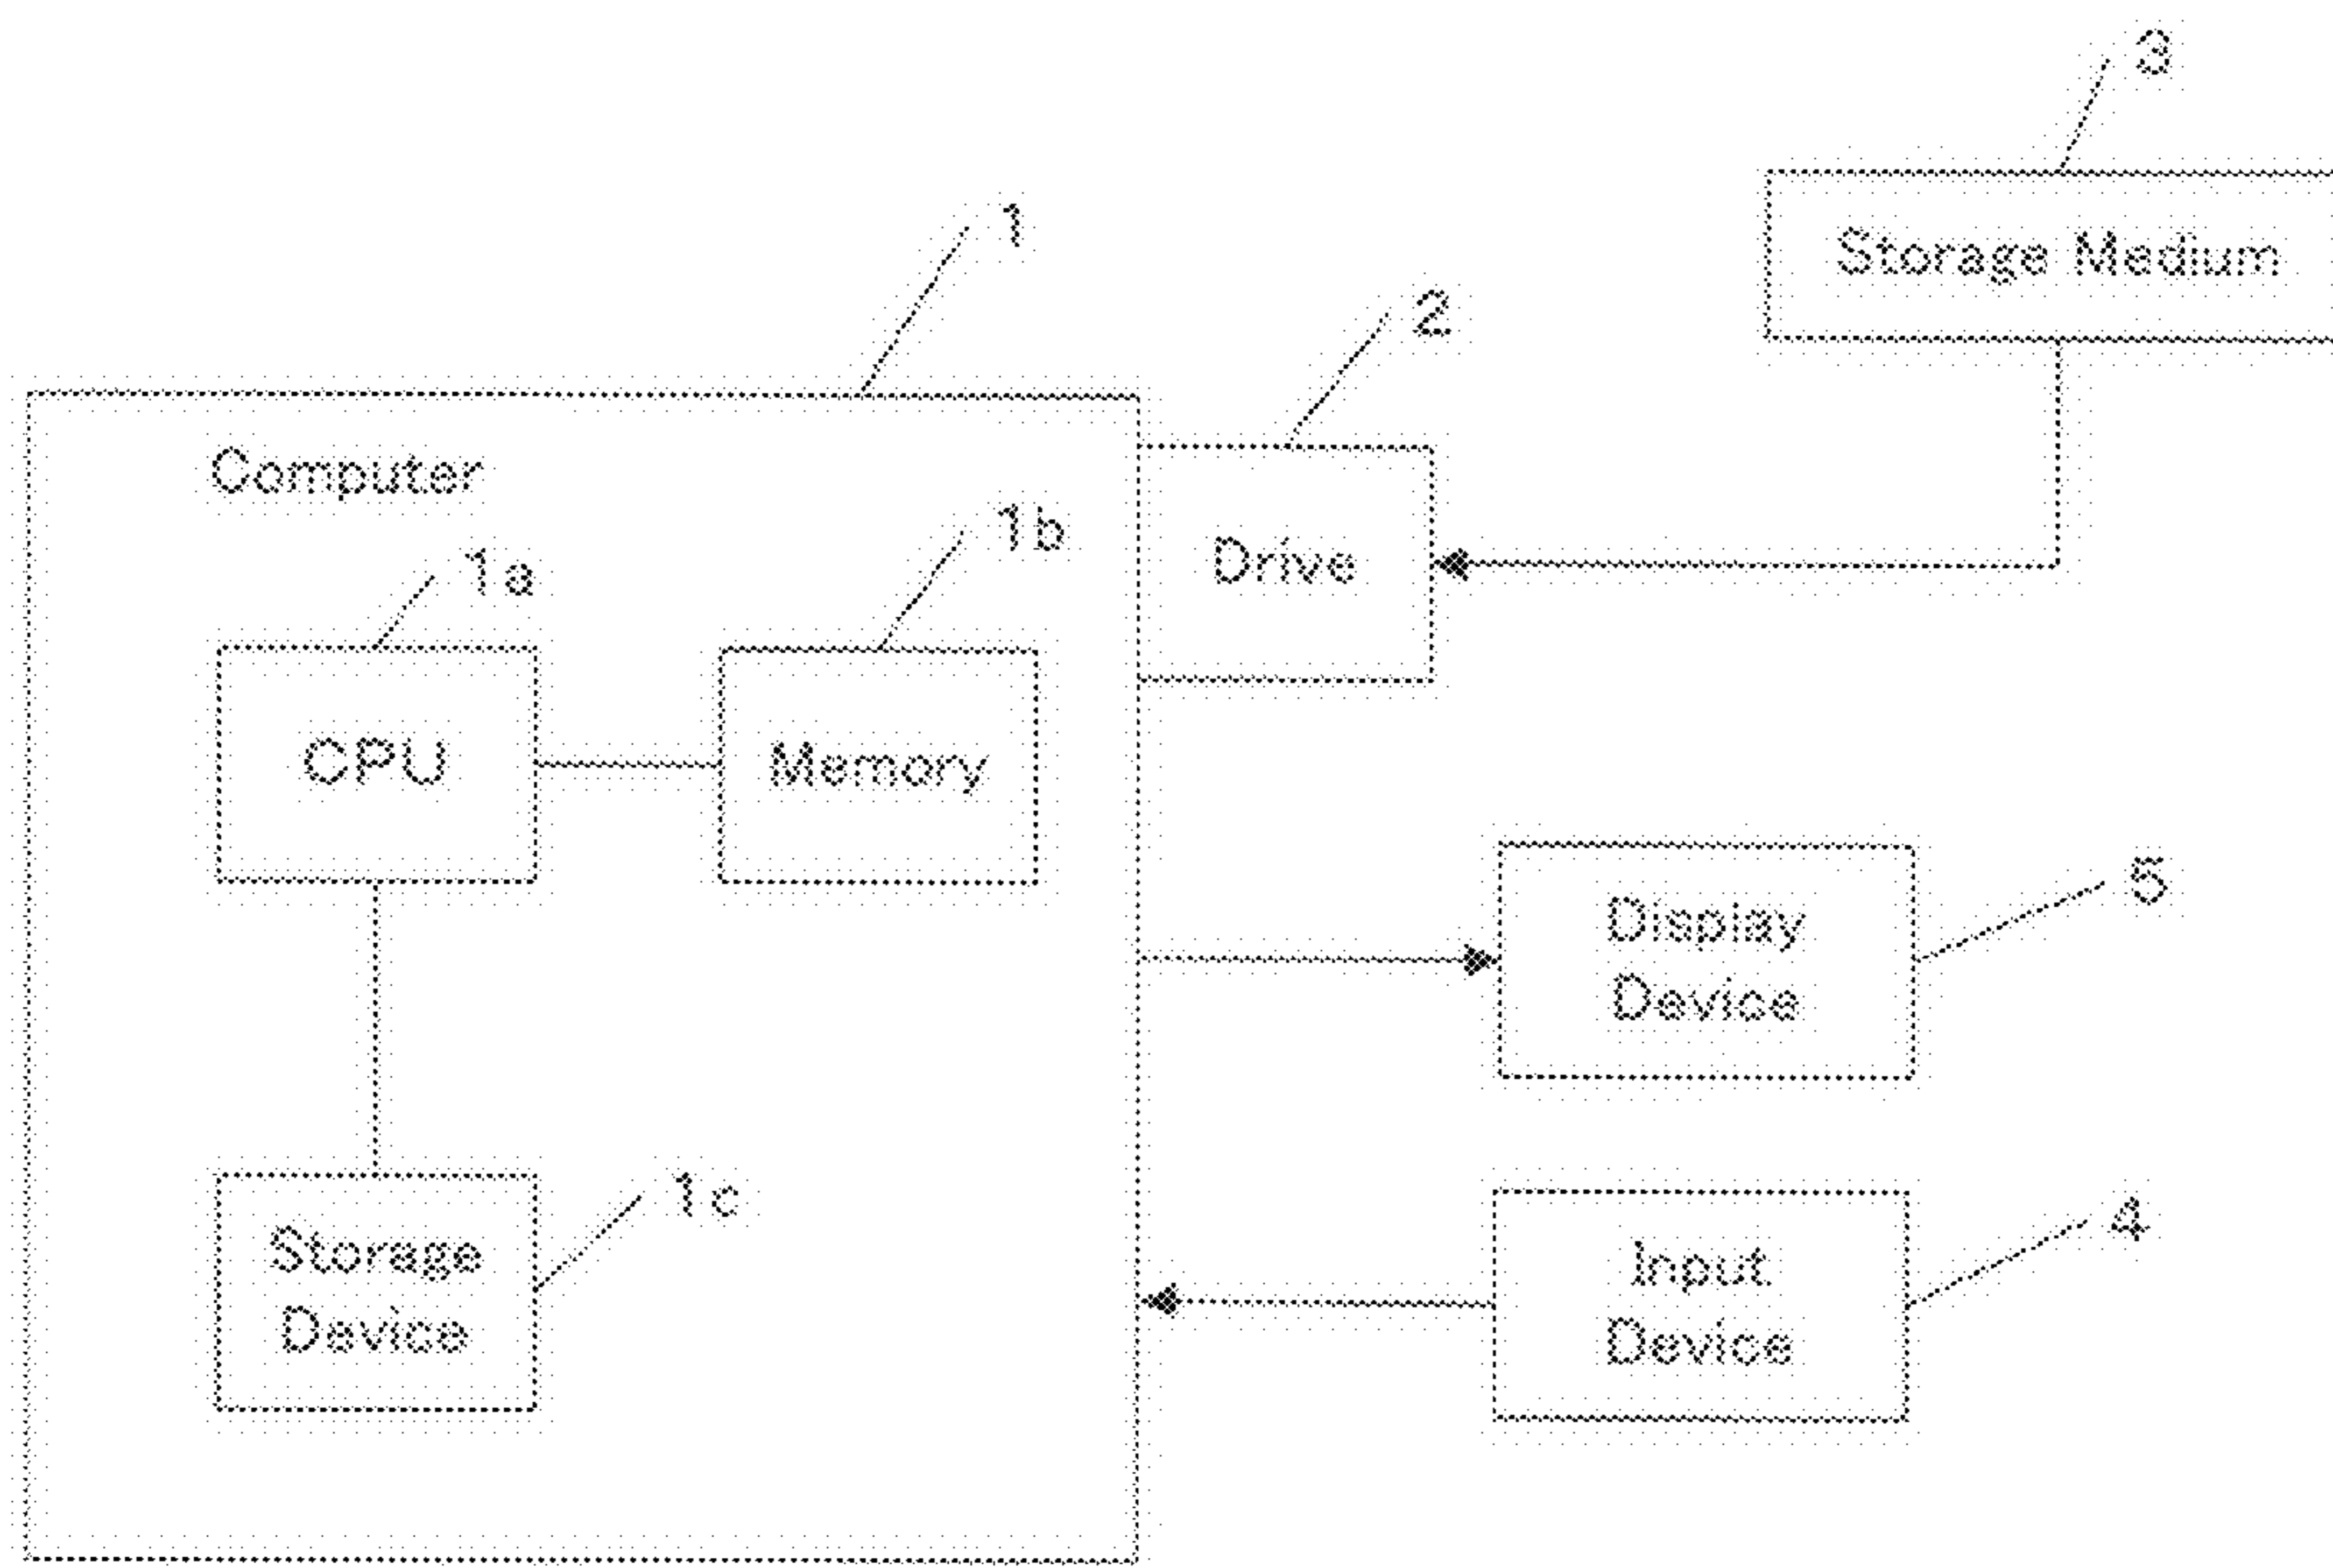 3
Storage Medium
1
2
Computer
1b
Drive
1a
CPU
Memory
5
Display
Device
1c
4
Storage
Device
Input
Device